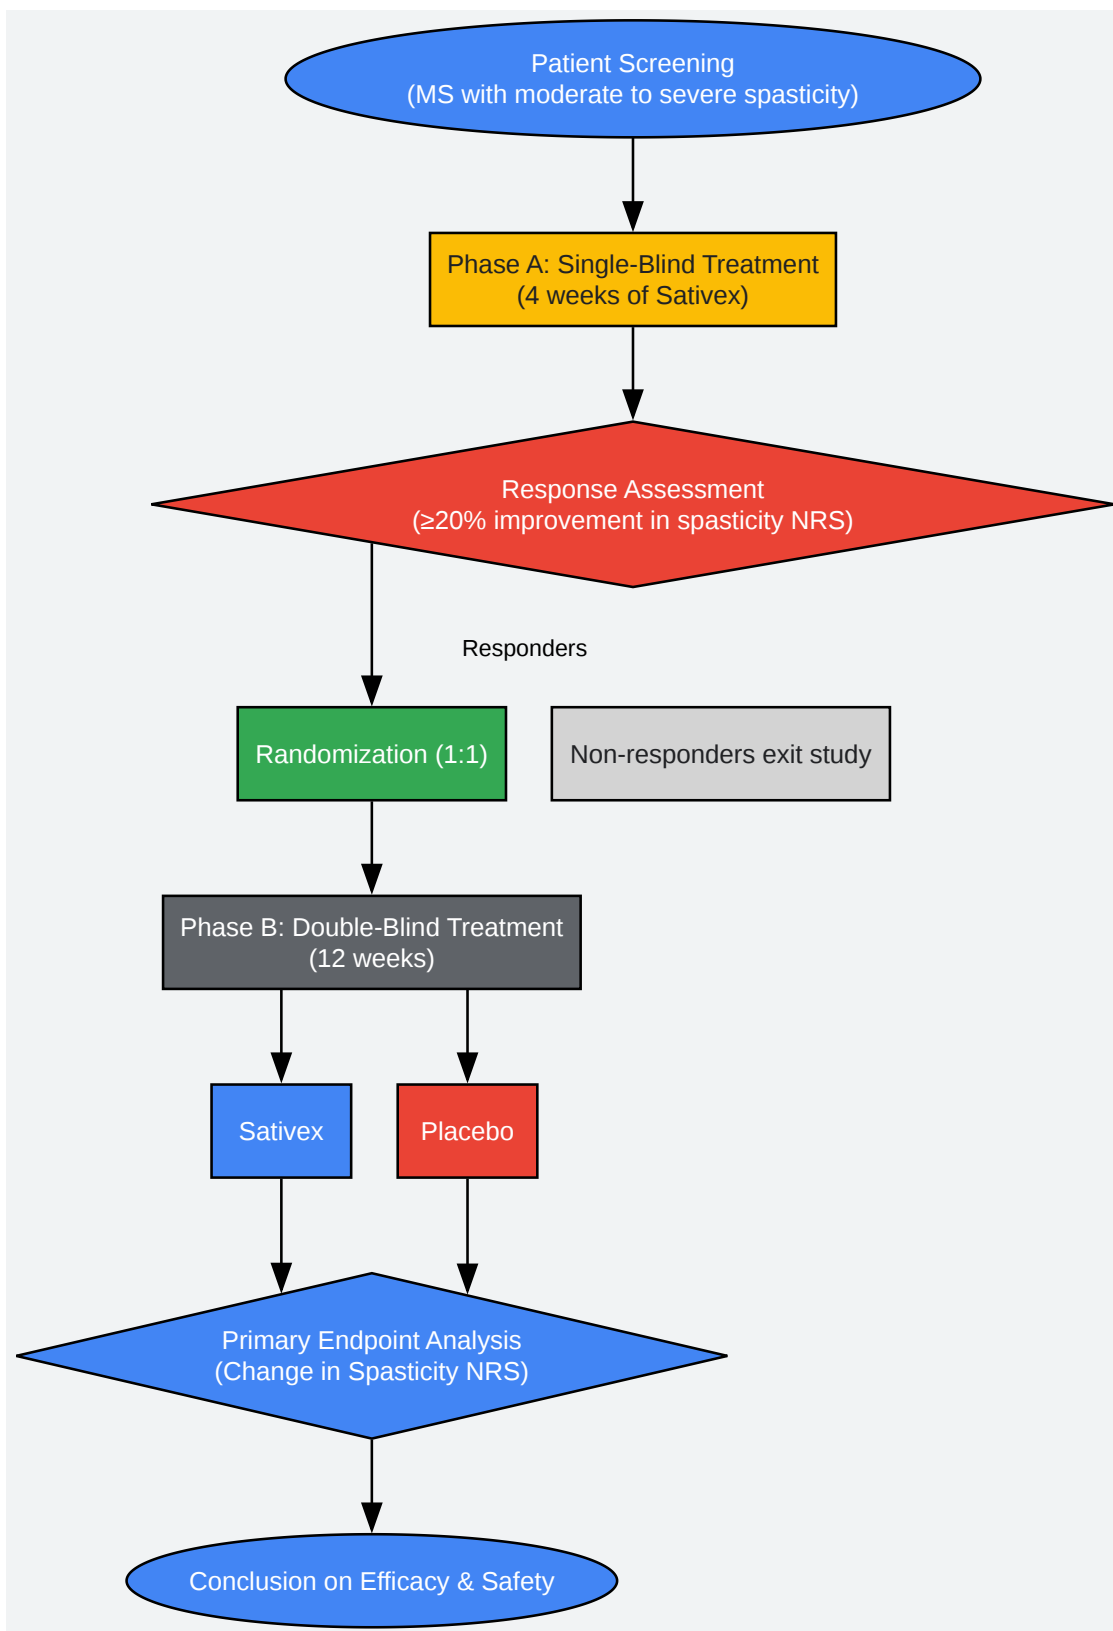 Patient Screening
(MS with moderate to severe spasticity)
Phase A: Single-Blind Treatment
(4 weeks of Sativex)
Response Assessment
(≥20% improvement in spasticity NRS)
Responders
Randomization (1:1)
Non-responders exit study
Phase B: Double-Blind Treatment
(12 weeks)
Sativex
Placebo
Primary Endpoint Analysis
(Change in Spasticity NRS)
Conclusion on Efficacy & Safety